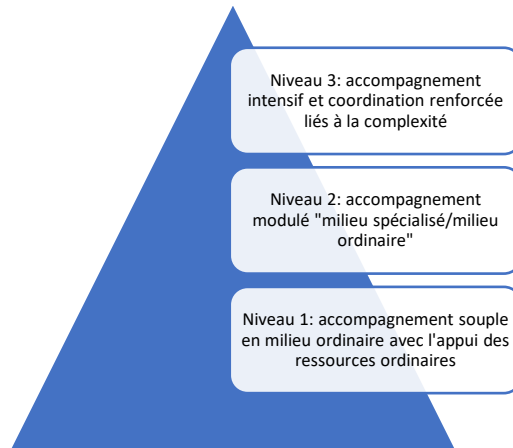 Niveau 3: accompagnement
intensif et coordination renforcée
liés à la complexité
Niveau 2: accompagnement
modulé "milieu spécialisé/milieu
ordinaire"
Niveau 1: accompagnement souple
en milieu ordinaire avec l'appui des
ressources ordinaires